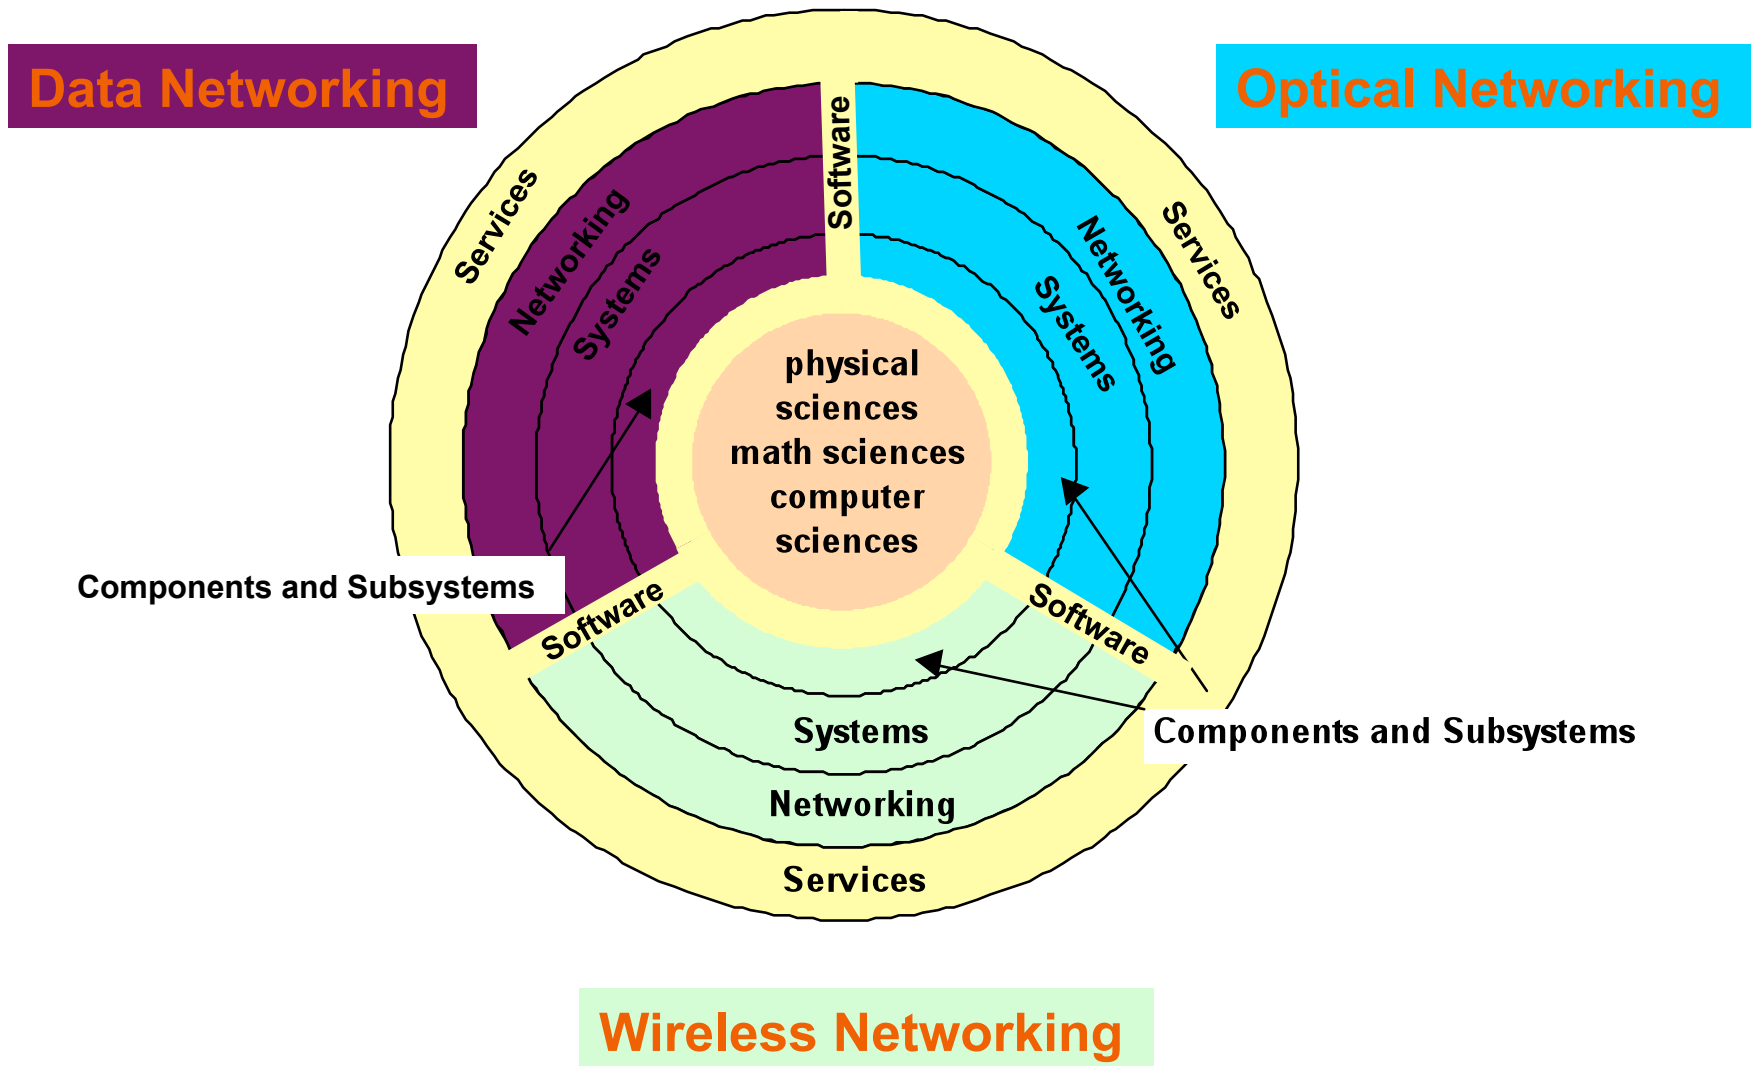 Data Networking
Optical Networking
Software
Services
Networking
Systems
Services
Networking
Systems
physical
sciences
math sciences
computer
sciences
Components and Subsystems
Software
Software
Components and Subsystems
Systems
Networking
Services
Wireless Networking